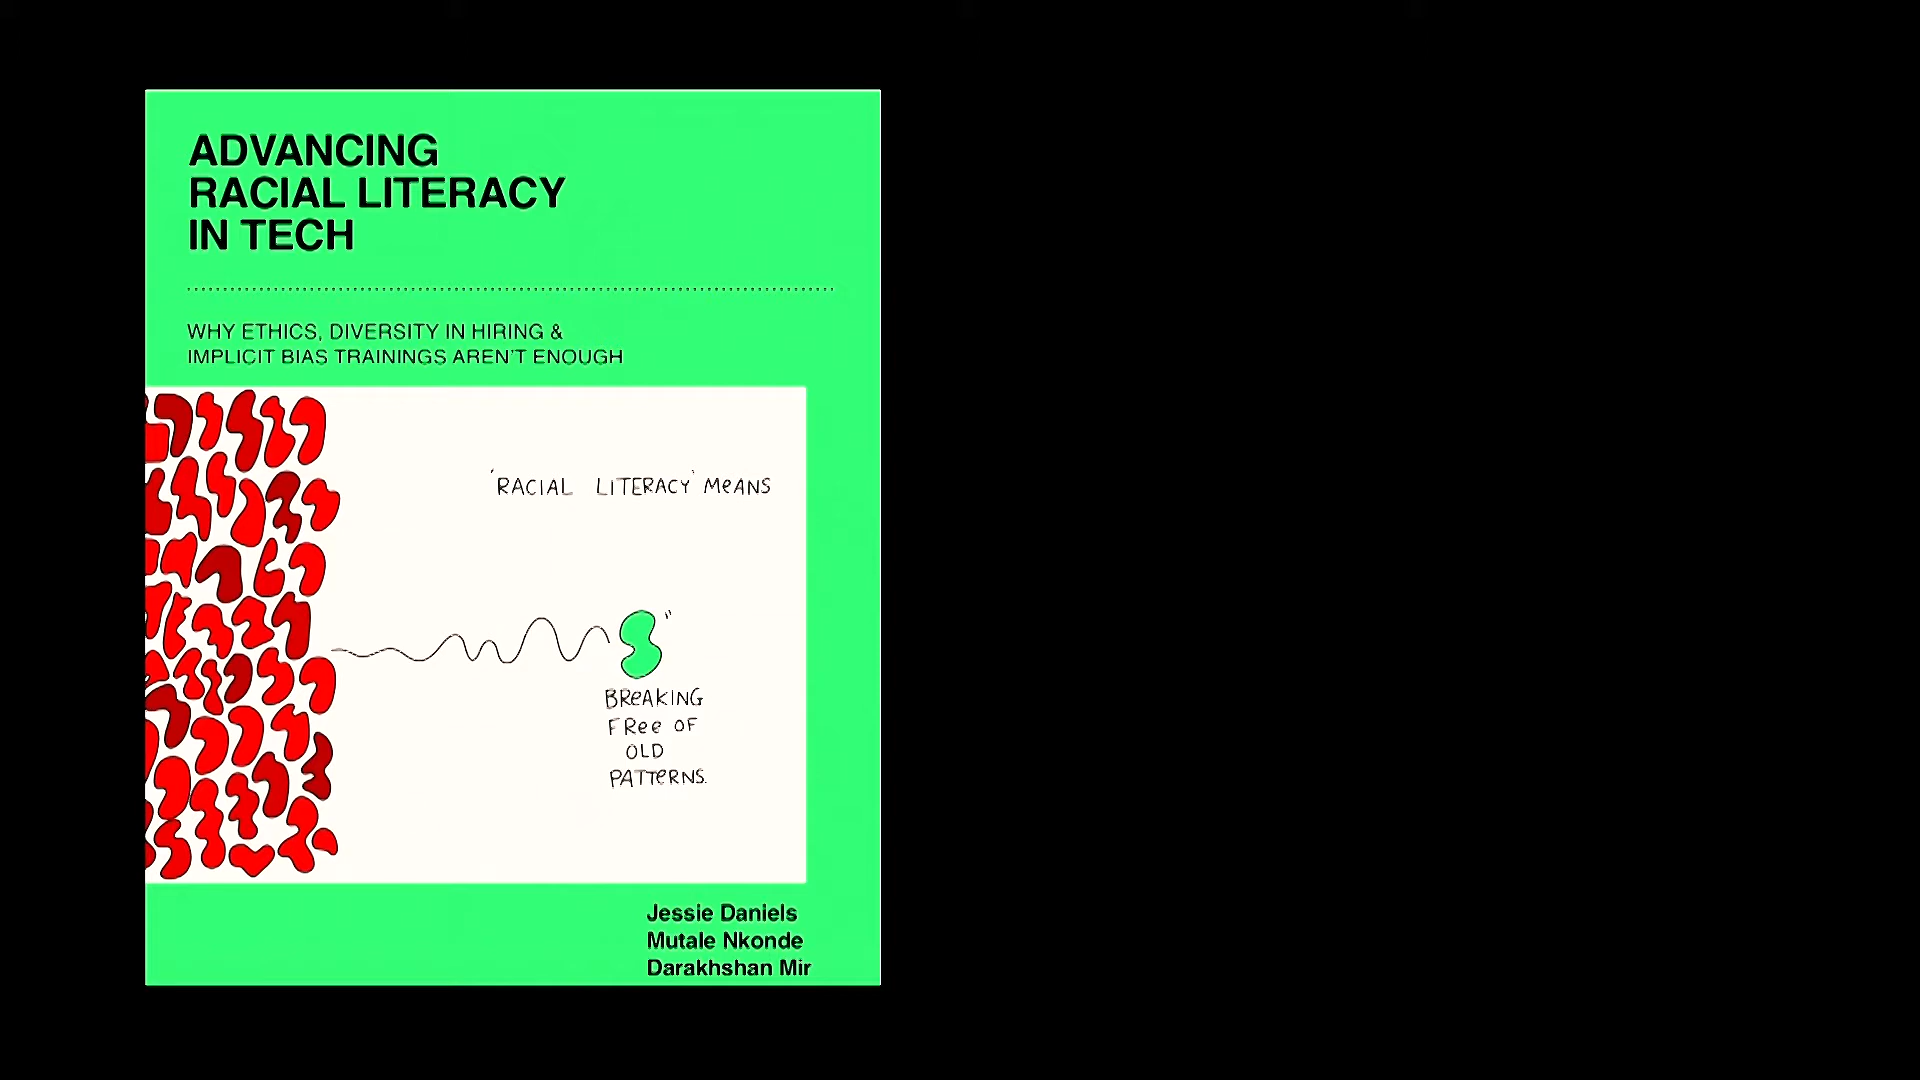 ADVANCING
RACIAL LITERACY
IN TECH
WHY ETHICS, DIVERSITY IN HIRING &
IMPLICIT BIAS TRAININGS AREN'T ENOUGH
'RACIAL LITERACY' MeANS
BReAKING
FRee OF
OLD
PATTeRNS.
Jessie Daniels
Mutale Nkonde
Darakhshan Mir